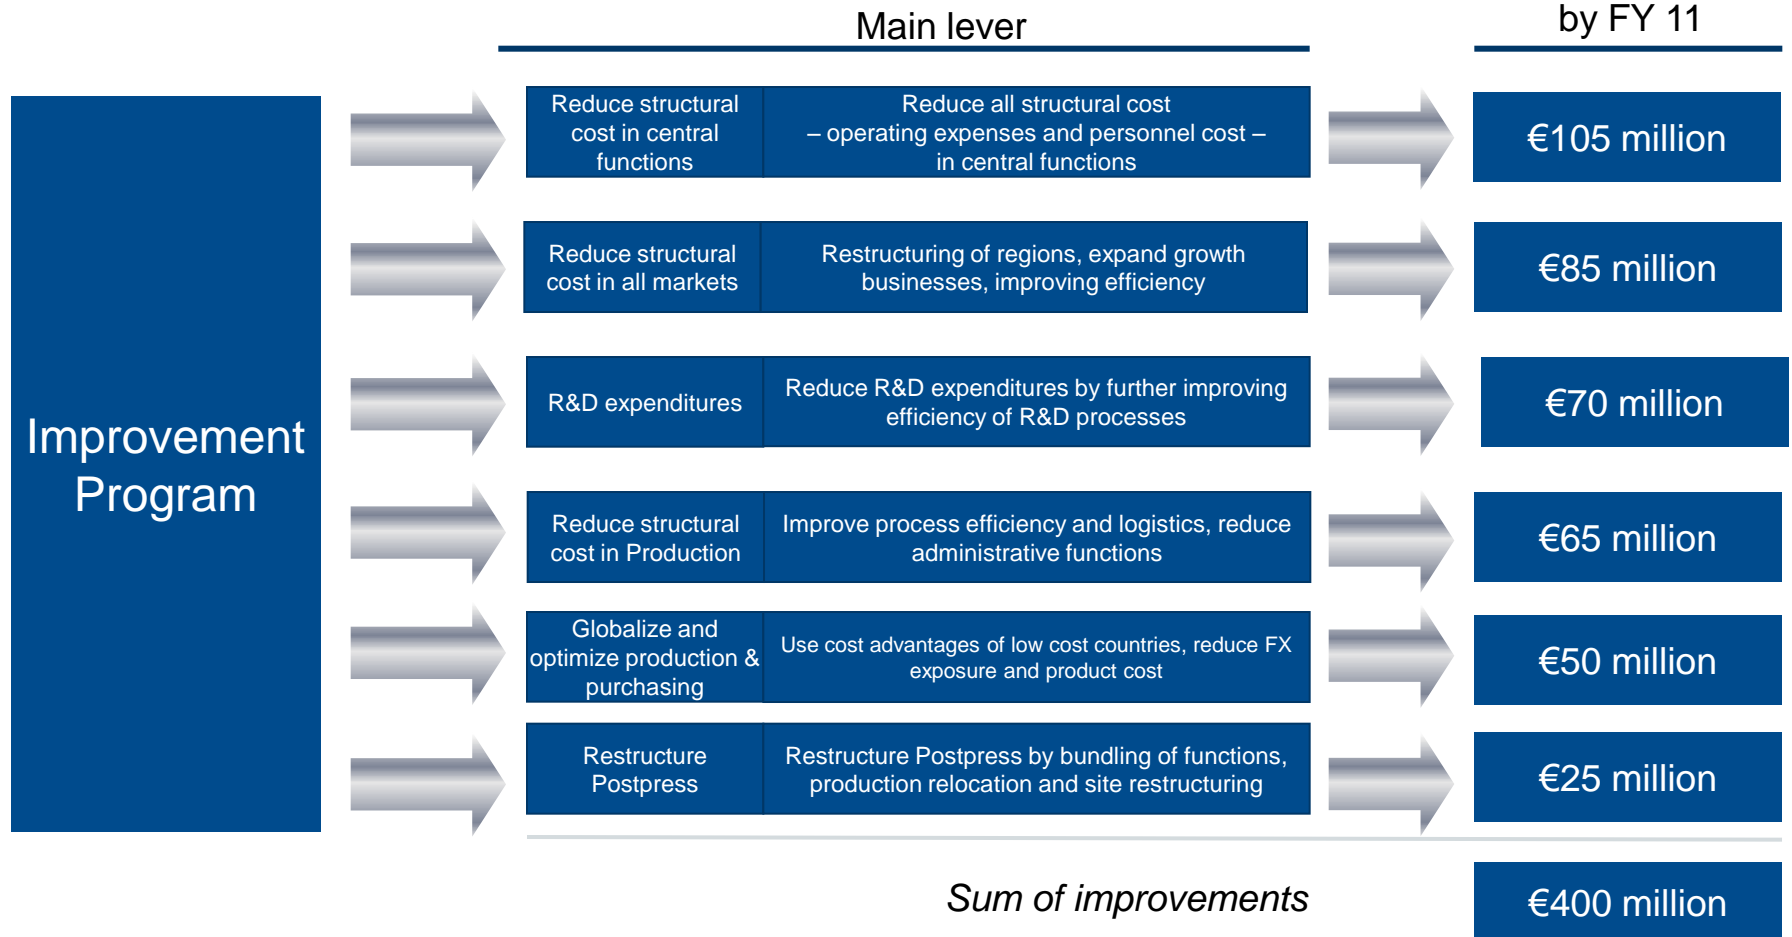 Main lever
by FY 11
Improvement
Program
Reduce structural
cost in central
functions
Reduce all structural cost
– operating expenses and personnel cost –
in central functions
€105 million
Reduce structural
cost in all markets
Restructuring of regions, expand growth
businesses, improving efficiency
€85 million
R&D expenditures
Reduce R&D expenditures by further improving
efficiency of R&D processes
€70 million
Reduce structural
cost in Production
Improve process efficiency and logistics, reduce
administrative functions
€65 million
Globalize and
optimize production &
purchasing
Use cost advantages of low cost countries, reduce FX
exposure and product cost
€50 million
Restructure
Postpress
Restructure Postpress by bundling of functions,
production relocation and site restructuring
€25 million
Sum of improvements
€400 million